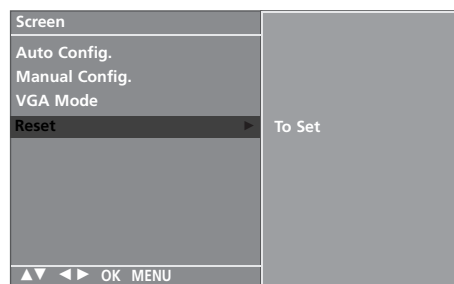 Screen
Auto Config.
Manual Config.
VGA Mode
Reset ► To Set
▲▼ ◄► OK MENU